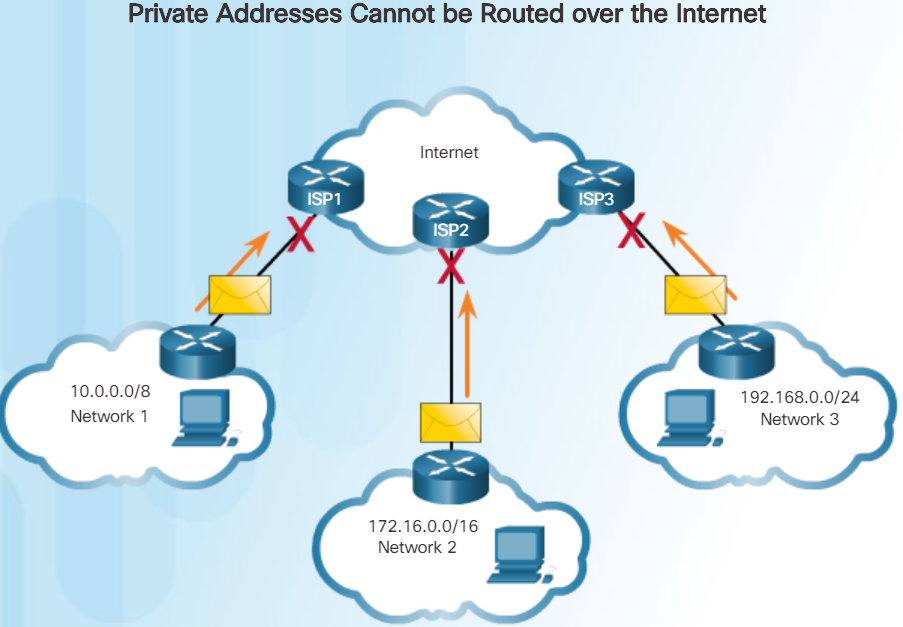 Private Addresses Cannot be Routed over the Internet
Internet
ISP1
ISP2
ISP3
10.0.0.0/8
Network 1
172.16.0.0/16
Network 2
192.168.0.0/24
Network 3